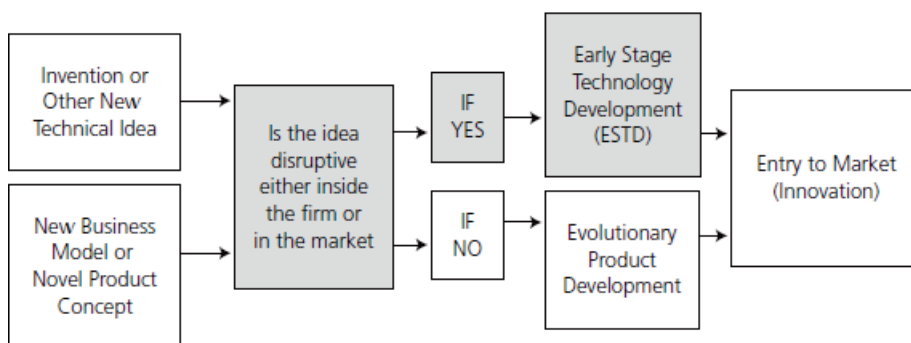 Invention or
Other New
Technical Idea
New Business
Model or
Novel Product
Concept
Is the idea
disruptive
either inside
the firm or
in the market
IF
YES
IF
NO
Early Stage
Technology
Development
(ESTD)
Evolutionary
Product
Development
Entry to Market
(Innovation)